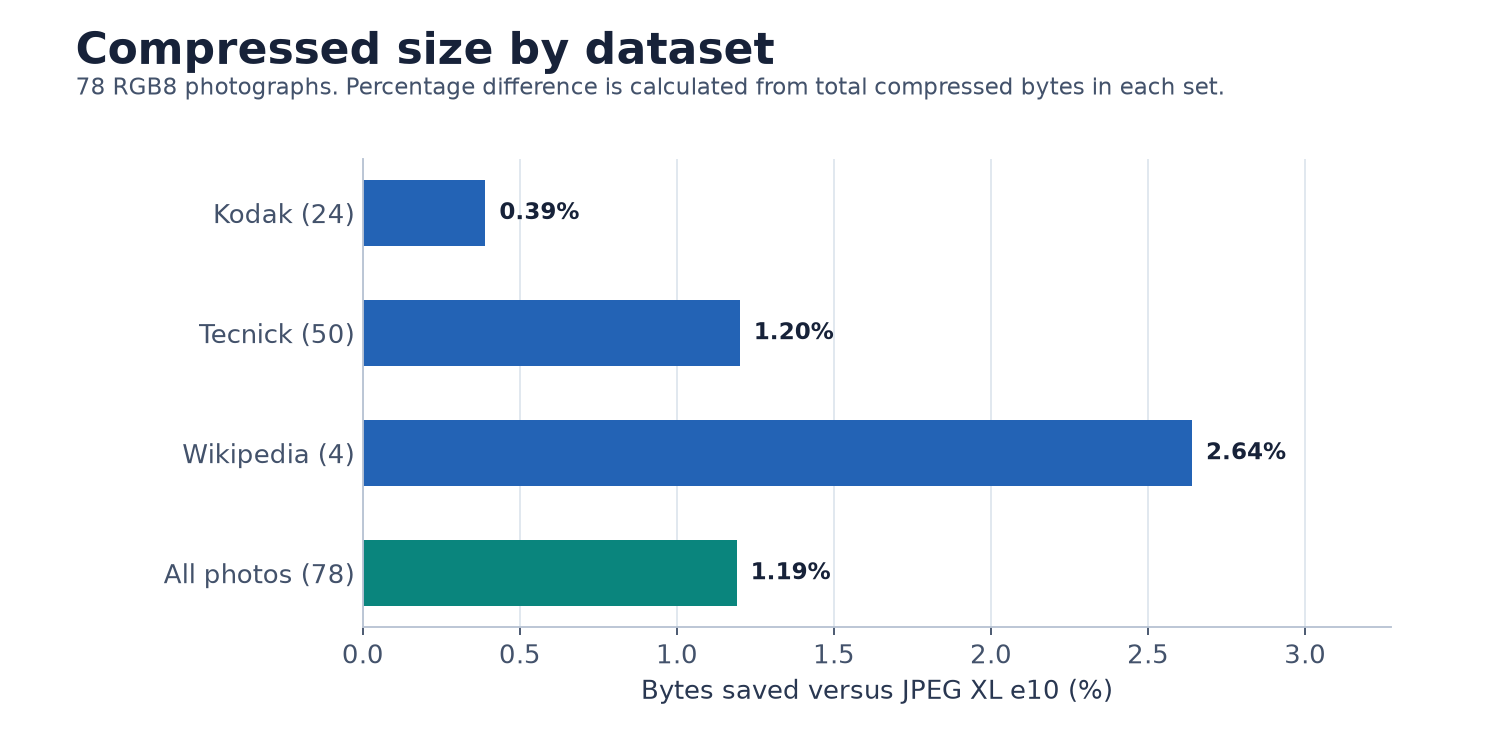 Compressed size by dataset
78 RGB8 photographs. Percentage difference is calculated from total compressed bytes in each set.
Kodak (24)
0.39%
Tecnick (50)
1.20%
Wikipedia (4)
2.64%
All photos (78)
1.19%
0.0 0.5 1.0 1.5 2.0 2.5 3.0
Bytes saved versus JPEG XL e10 (%)